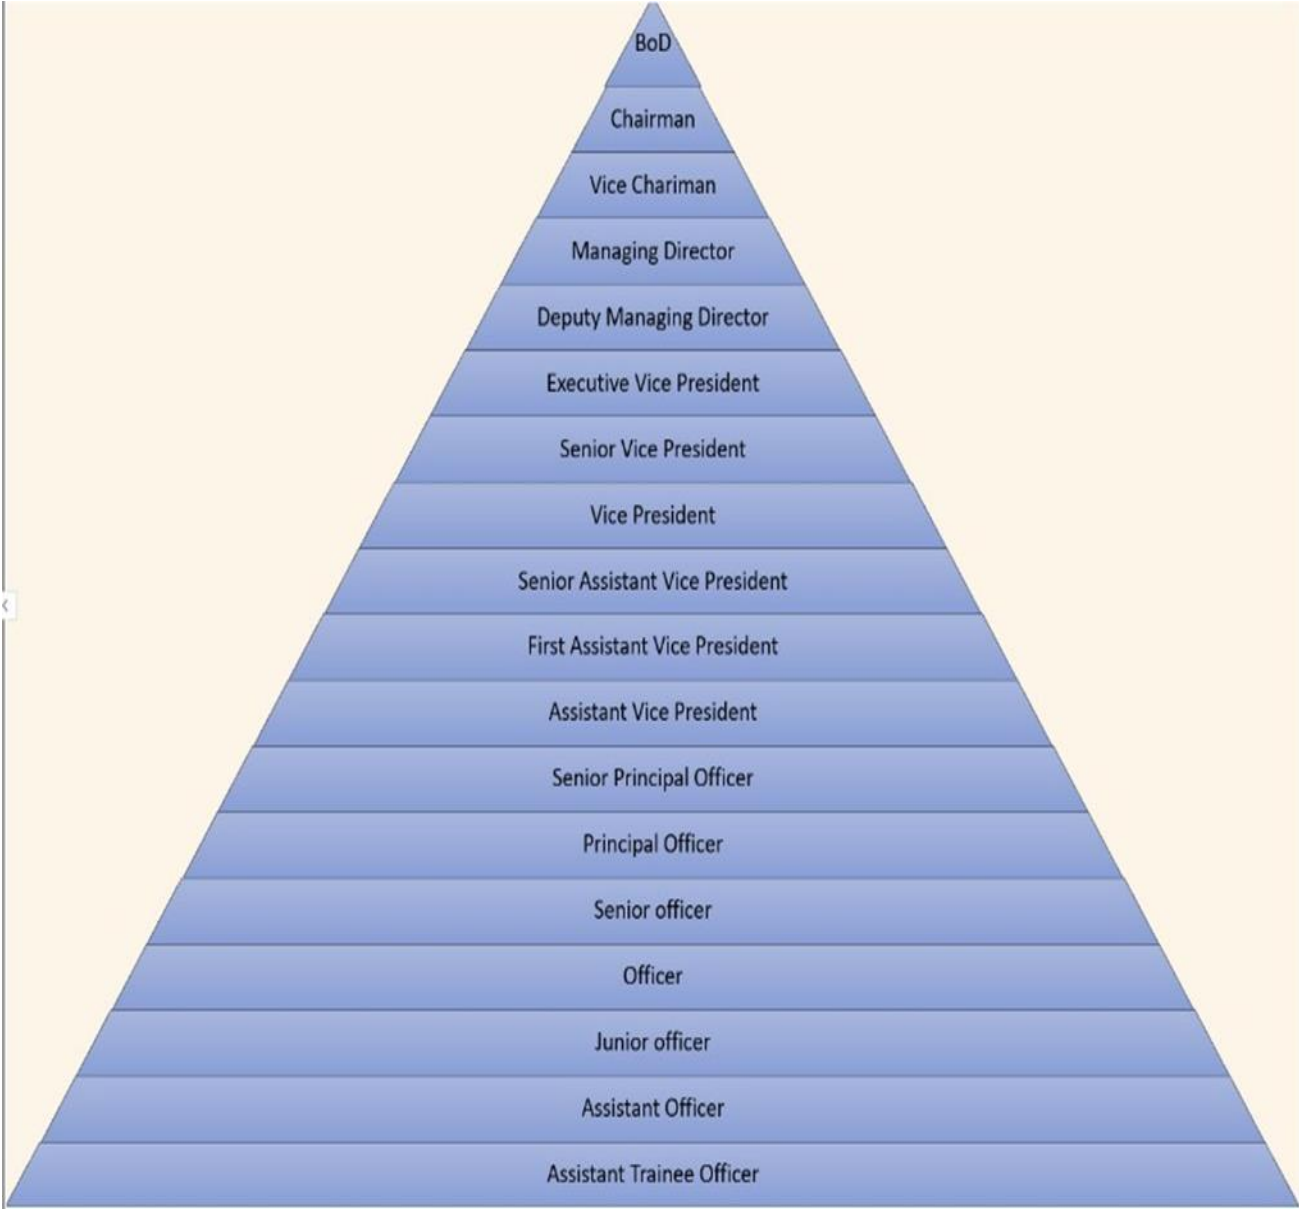 BoD
Chairman
Vice Chariman
Managing Director
Deputy Managing Director
Executive Vice President
Senior Vice President
Vice President
Senior Assistant Vice President
First Assistant Vice President
Assistant Vice President
Senior Principal Officer
Principal Officer
Senior officer
Officer
Junior officer
Assistant Officer
Assistant Trainee Officer